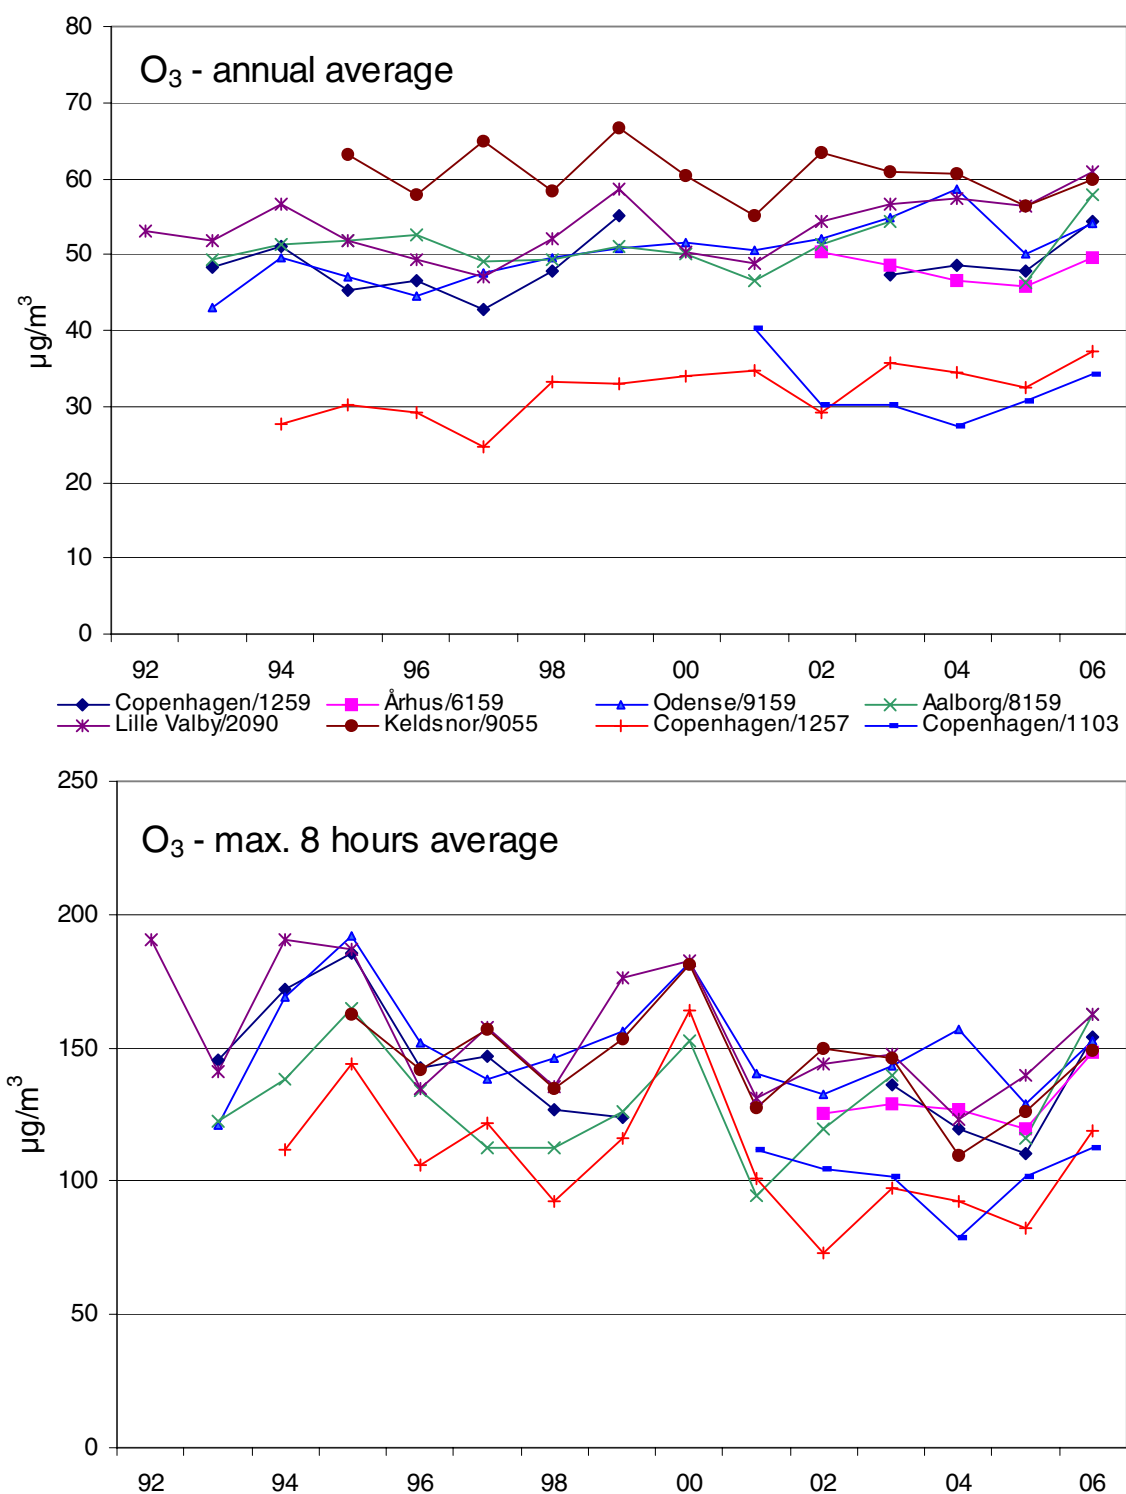 O3 - annual average
80
70
60
50
40
30
20
10
0
µg/m3
92 94 96 98 00 02 04 06
Copenhagen/1259 Århus/6159 Odense/9159 Aalborg/8159
Lille Valby/2090 Keldsnor/9055 Copenhagen/1257 Copenhagen/1103
O3 - max. 8 hours average
250
200
150
100
50
0
µg/m3
92 94 96 98 00 02 04 06